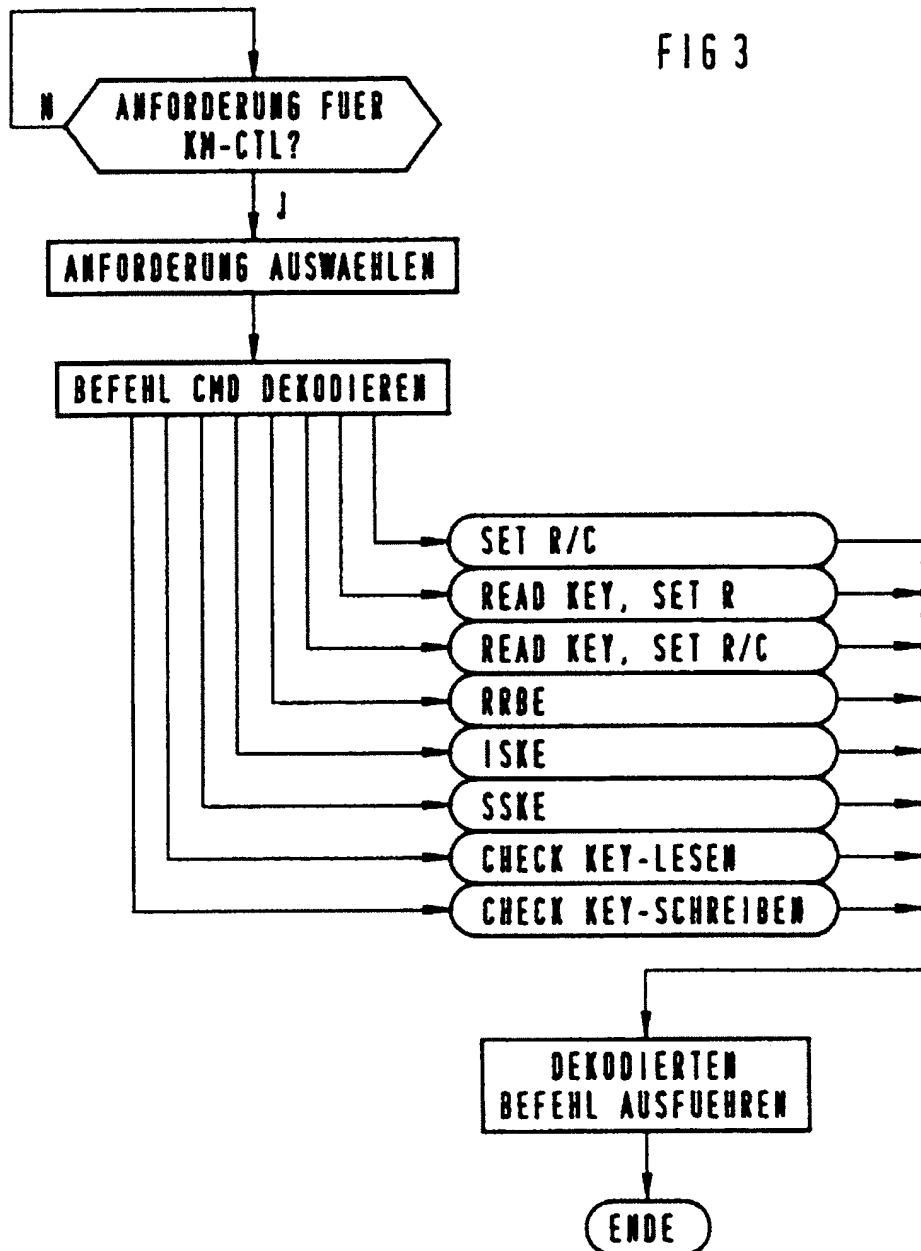 FIG 3
N
ANFORDERUNG FUER
KM-CTL?
J
ANFORDERUNG AUSWAEHLEN
BEFEHL CMD DEKODIEREN
SET R/C
READ KEY, SET R
READ KEY, SET R/C
RRBE
ISKE
SSKE
CHECK KEY-LESEN
CHECK KEY-SCHREIBEN
DEKODIERTEN
BEFEHL AUSFUEHREN
ENDE